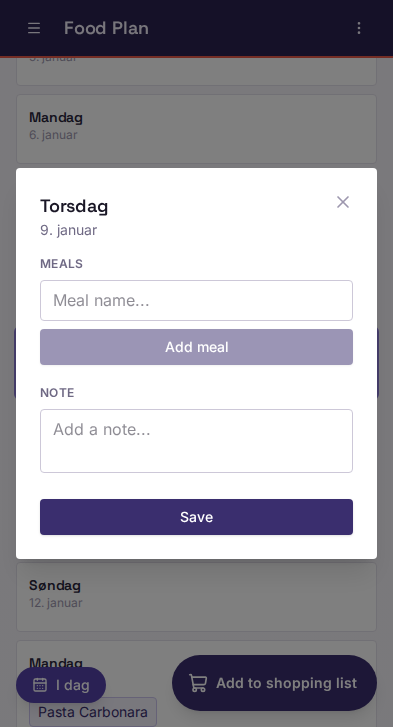 Food Plan
5. januar
Mandag
6. januar
Torsdag
9. januar
MEALS
Meal name...
Add meal
NOTE
Add a note...
Save
Søndag
12. januar
Mandag
I dag
Add to shopping list
Pasta Carbonara